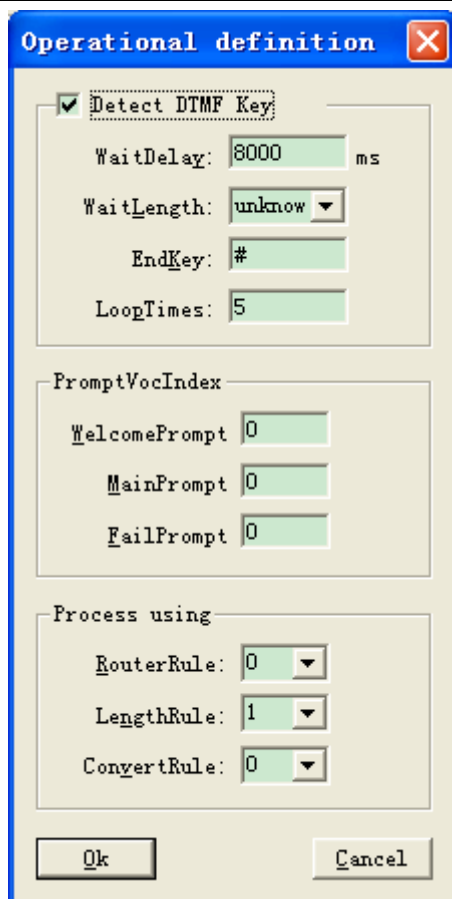 Operational definition
Detect DTMF Key
WaitDelay: 8000 ms
WaitLength: unknow
EndKey: #
LoopTimes: 5
PromptVocIndex
WelcomePrompt 0
MainPrompt 0
FailPrompt 0
Process using
RouterRule: 0
LengthRule: 1
ConvertRule: 0
Ok Cancel